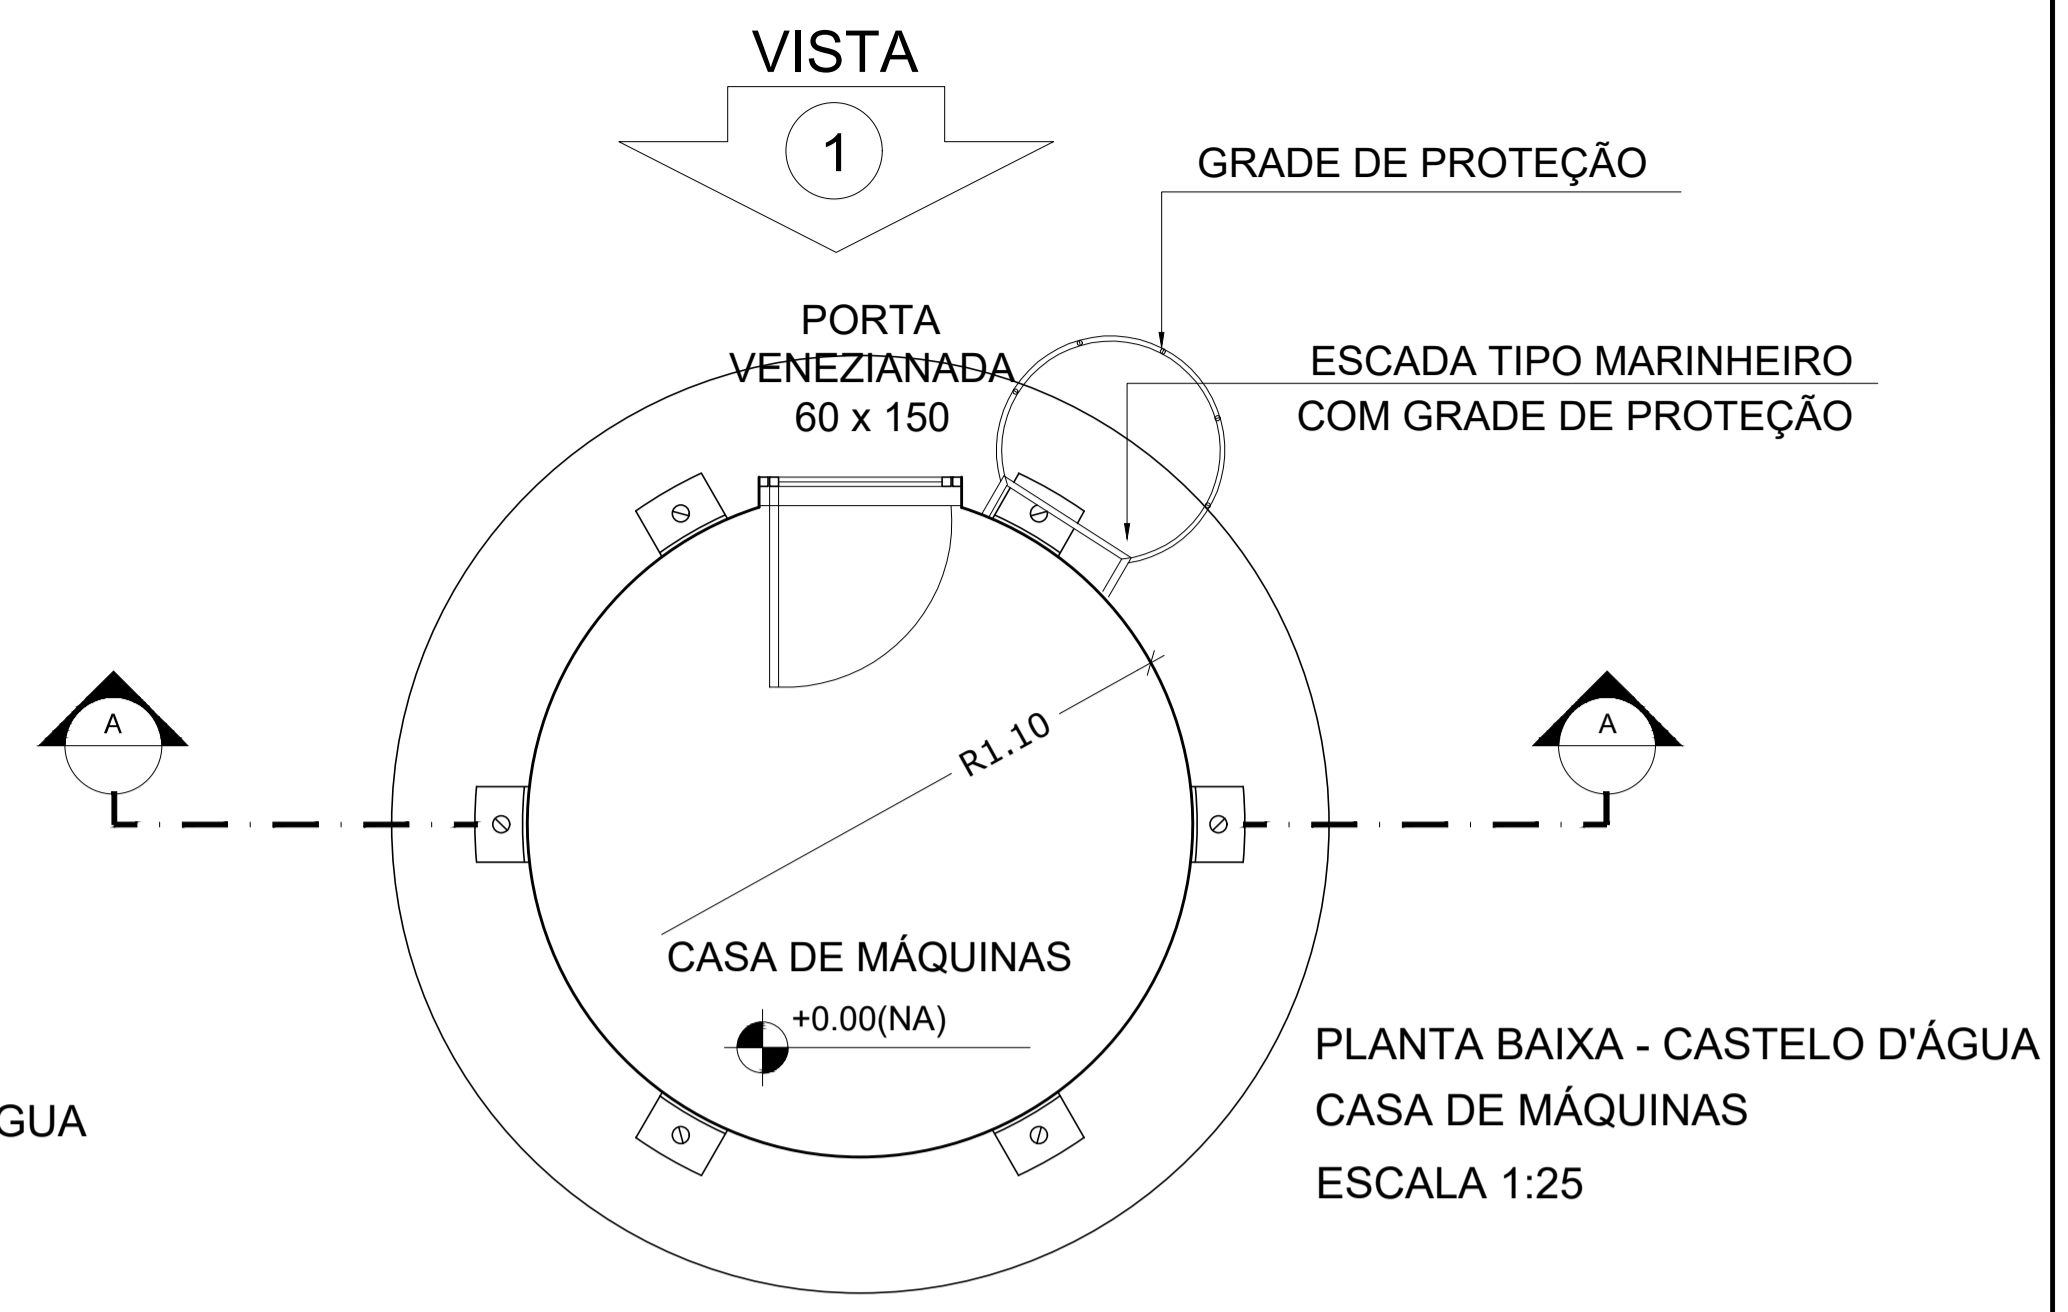 VISTA
1
GRADE DE PROTEÇÃO
PORTA
VENEZIANADA
60 x 150
ESCADA TIPO MARINHEIRO
COM GRADE DE PROTEÇÃO
A
A
R1.10
CASA DE MÁQUINAS
+0.00(NA)
PLANTA BAIXA - CASTELO D'ÁGUA
CASA DE MÁQUINAS
ESCALA 1:25
GUA